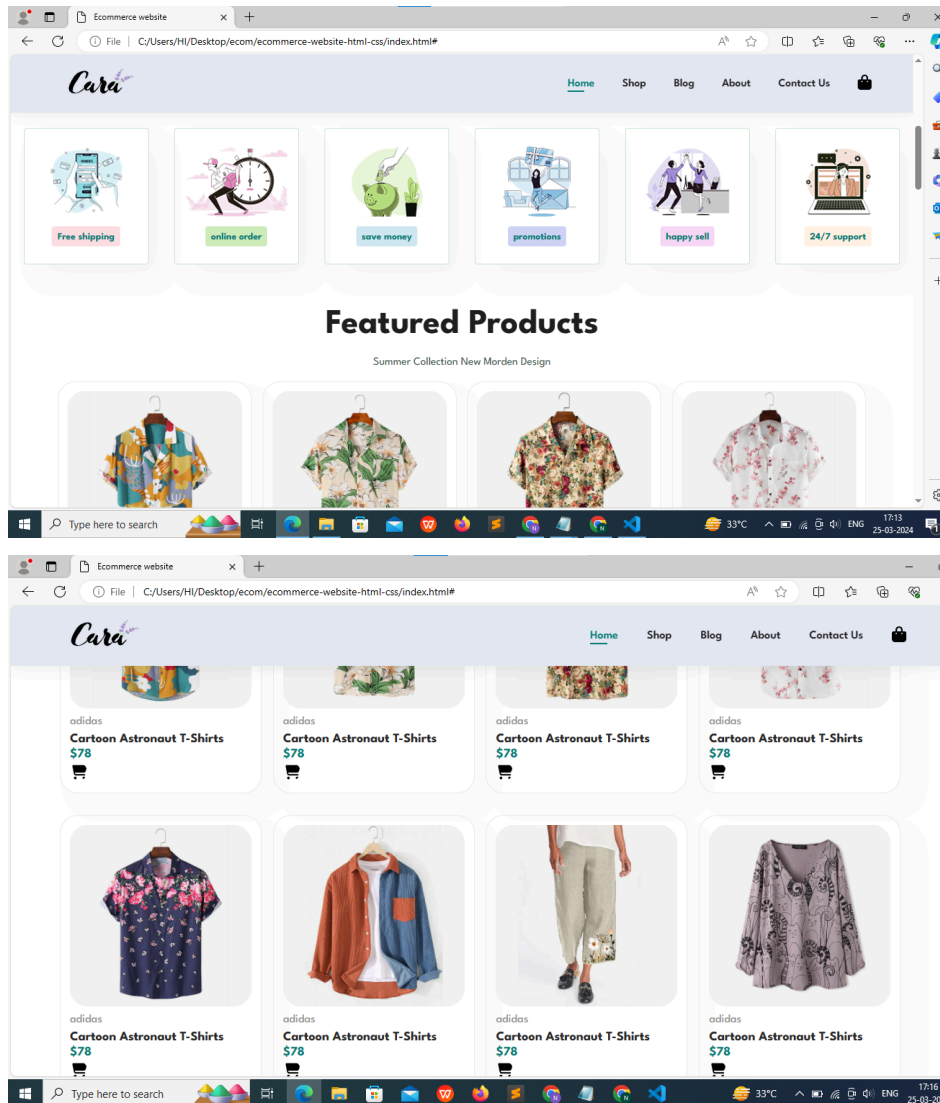 Ecommerce website
File C:/Users/HI/Desktop/ecom/ecommerce-website-html-css/index.html#
Cara Home Shop Blog About Contact Us
Free shipping online order save money promotions happy sell 24/7 support
Featured Products
Summer Collection New Morden Design
Type here to search 33°C ENG 17:13
25-03-2024
Ecommerce website
File C:/Users/HI/Desktop/ecom/ecommerce-website-html-css/index.html#
Cara Home Shop Blog About Contact Us
adidas adidas adidas adidas
Cartoon Astronaut T-Shirts Cartoon Astronaut T-Shirts Cartoon Astronaut T-Shirts Cartoon Astronaut T-Shirts
$78 $78 $78 $78
adidas adidas adidas adidas
Cartoon Astronaut T-Shirts Cartoon Astronaut T-Shirts Cartoon Astronaut T-Shirts Cartoon Astronaut T-Shirts
$78 $78 $78 $78
Type here to search 33°C ENG 17:16
25-03-20